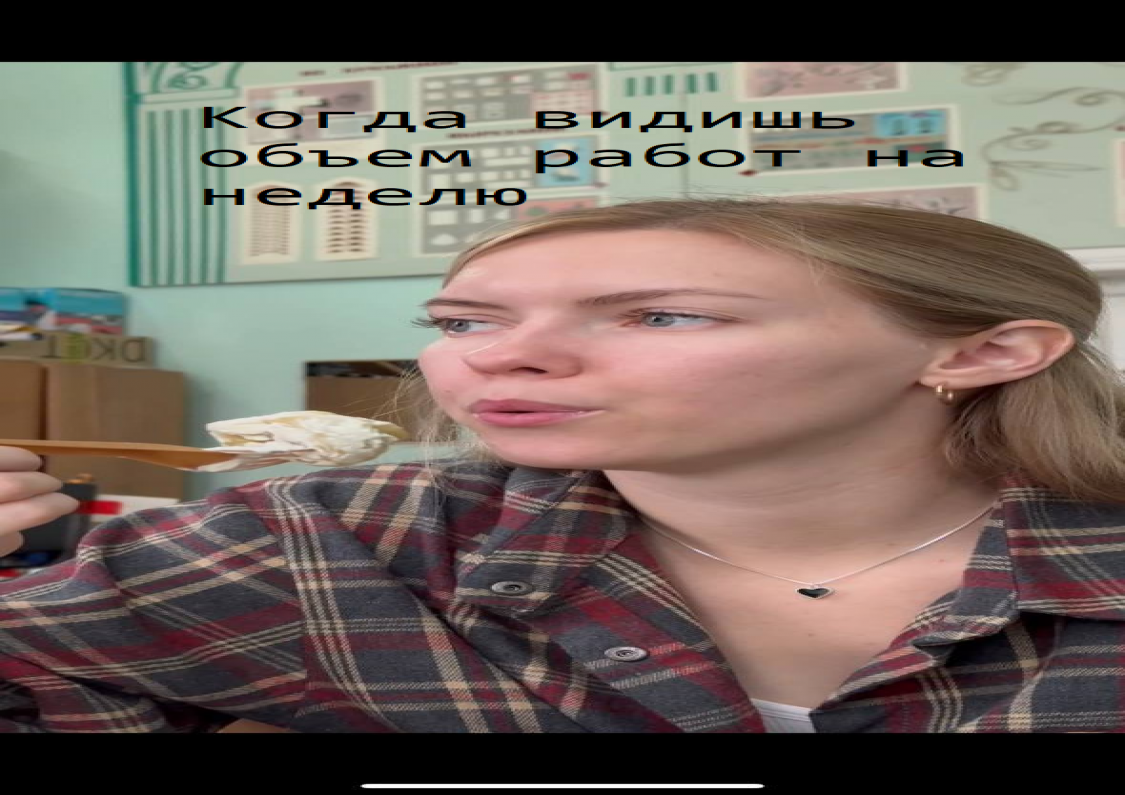 Когда видишь
объем работ на
неделю